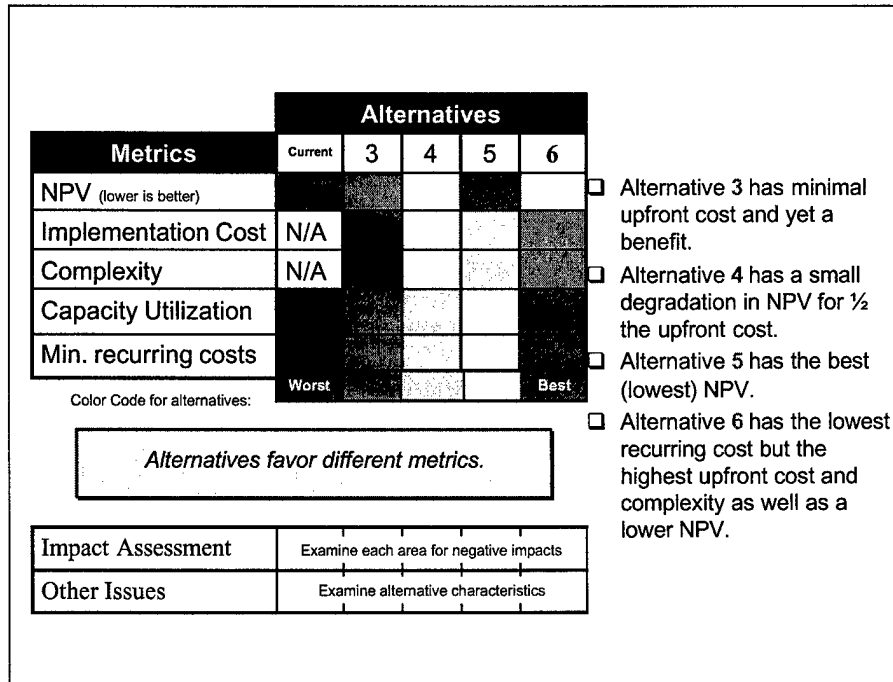 Alternatives
Metrics Current 3 4 5 6
NPV (lower is better)
Implementation Cost N/A
Complexity N/A
Capacity Utilization
Min. recurring costs
Color Code for alternatives: Worst Best
Alternatives favor different metrics.
Impact Assessment Examine each area for negative impacts
Other Issues Examine alternative characteristics
❑ Alternative 3 has minimal
upfront cost and yet a
benefit.
❑ Alternative 4 has a small
degradation in NPV for ½
the upfront cost.
❑ Alternative 5 has the best
(lowest) NPV.
❑ Alternative 6 has the lowest
recurring cost but the
highest upfront cost and
complexity as well as a
lower NPV.